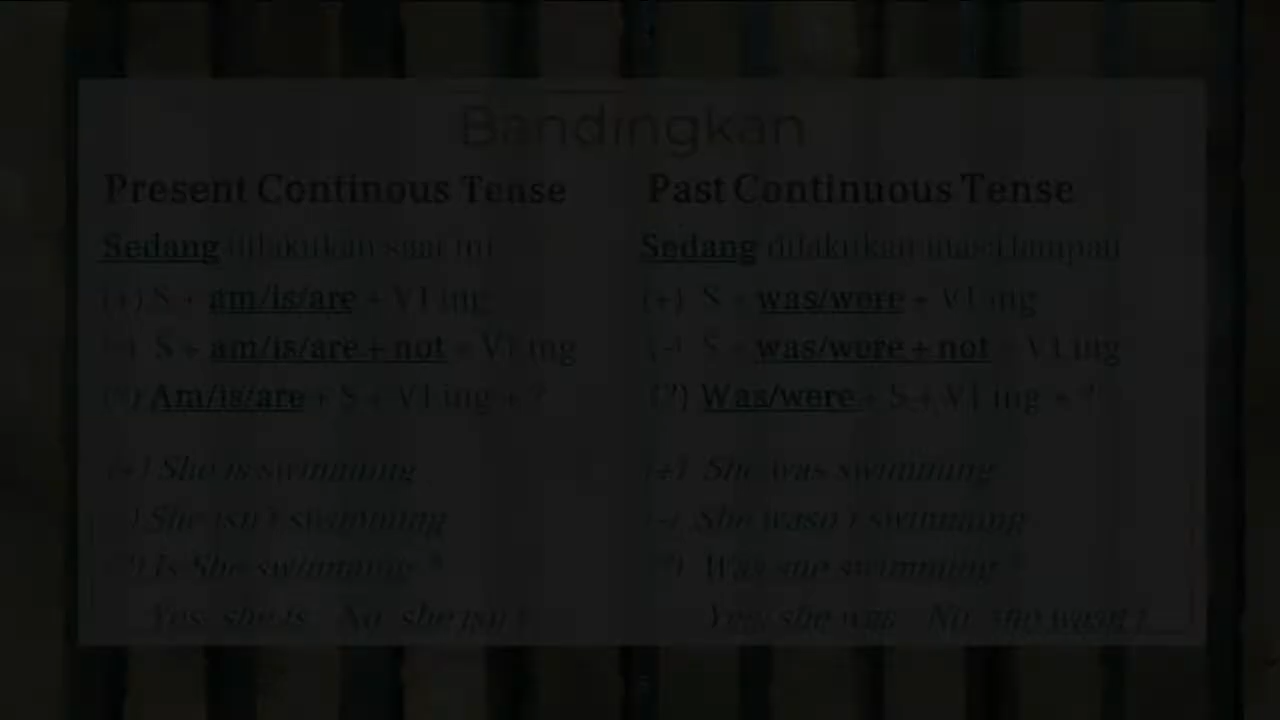 Bandingkan
Present Continous Tense
Sedang dilakukan saat ini
(+) S + am/is/are + V1 ing
(-) S + am/is/are + not + V1 ing
(?) Am/is/are + S + V1 ing + ?
(+) She is swimming
(-) She isn't swimming
(?) Is She swimming ?
Yes, she is No, she isn't
Past Continuous Tense
Sedang dilakukan masa lampau
(+) S + was/were + V1 ing
(-) S + was/were + not + V1 ing
(?) Was/were + S + V1 ing + ?
(+) She was swimming
(-) She wasn't swimming
(?) Was she swimming ?
Yes, she was No, she wasn't